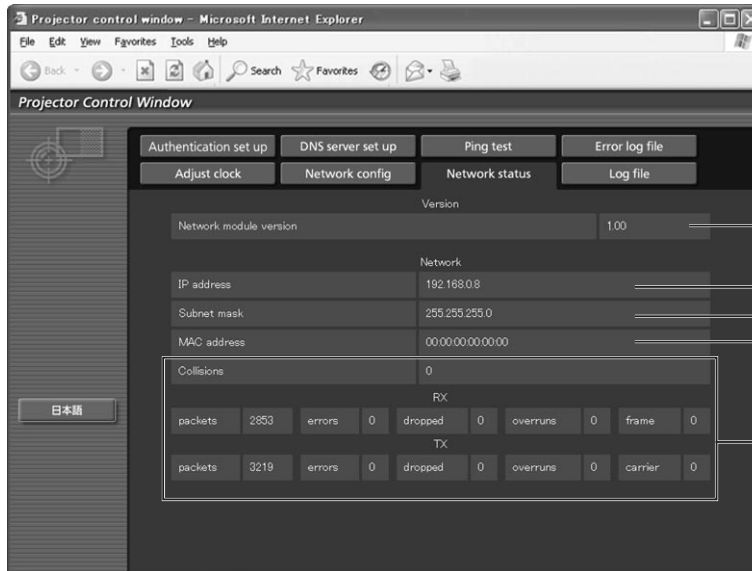 Projector control window - Microsoft Internet Explorer
File Edit View Favorites Tools Help
Back Search Favorites
Projector Control Window
Authentication set up DNS server set up Ping test Error log file
Adjust clock Network config Network status Log file
Version
Network module version 1.00
Network
IP address 192.168.0.8
Subnet mask 255.255.255.0
MAC address 00:00:00:00:00:00
Collisions 0
RX
packets 2853 errors 0 dropped 0 overruns 0 frame 0
TX
packets 3219 errors 0 dropped 0 overruns 0 carrier 0
日本語